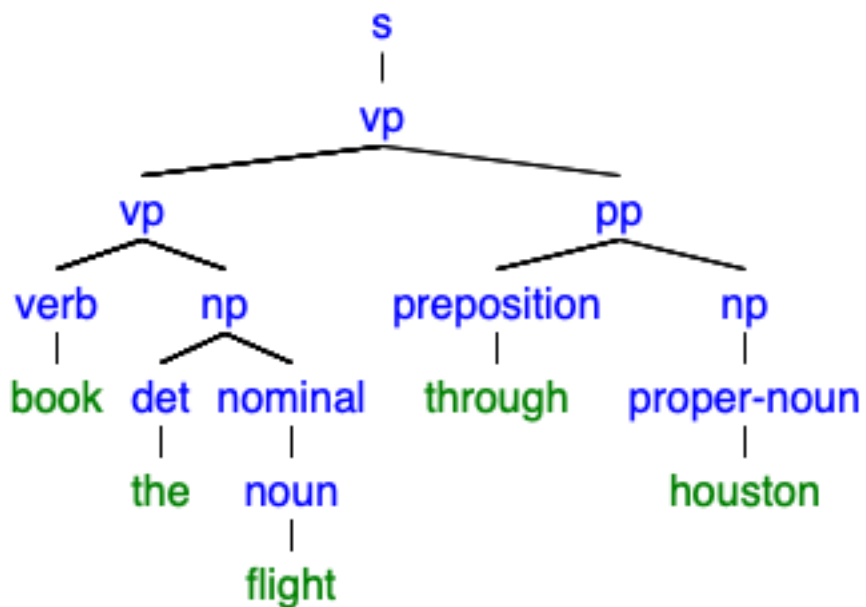 s
vp
vp pp
verb np preposition np
book det nominal through proper-noun
the noun houston
flight